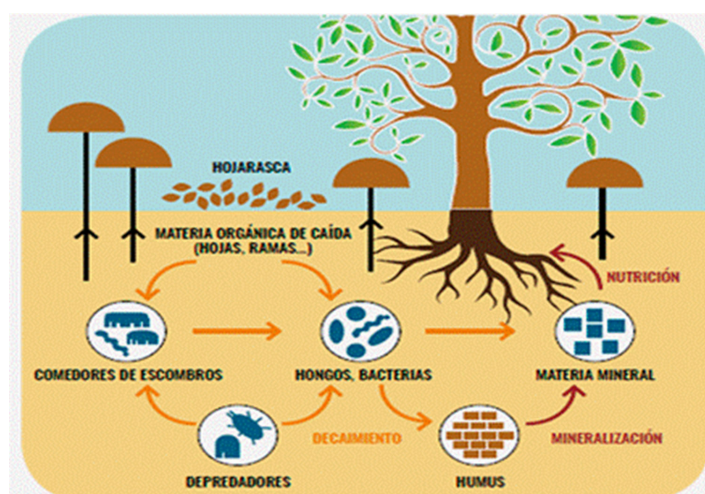 HOJARASCA
MATERIA ORGÁNICA DE CAÍDA
(HOJAS, RAMAS...)
NUTRICIÓN
COMEDORES DE ESCOMBROS
HONGOS, BACTERIAS
MATERIA MINERAL
DECAIMIENTO
MINERALIZACIÓN
DEPREDADORES
HUMUS